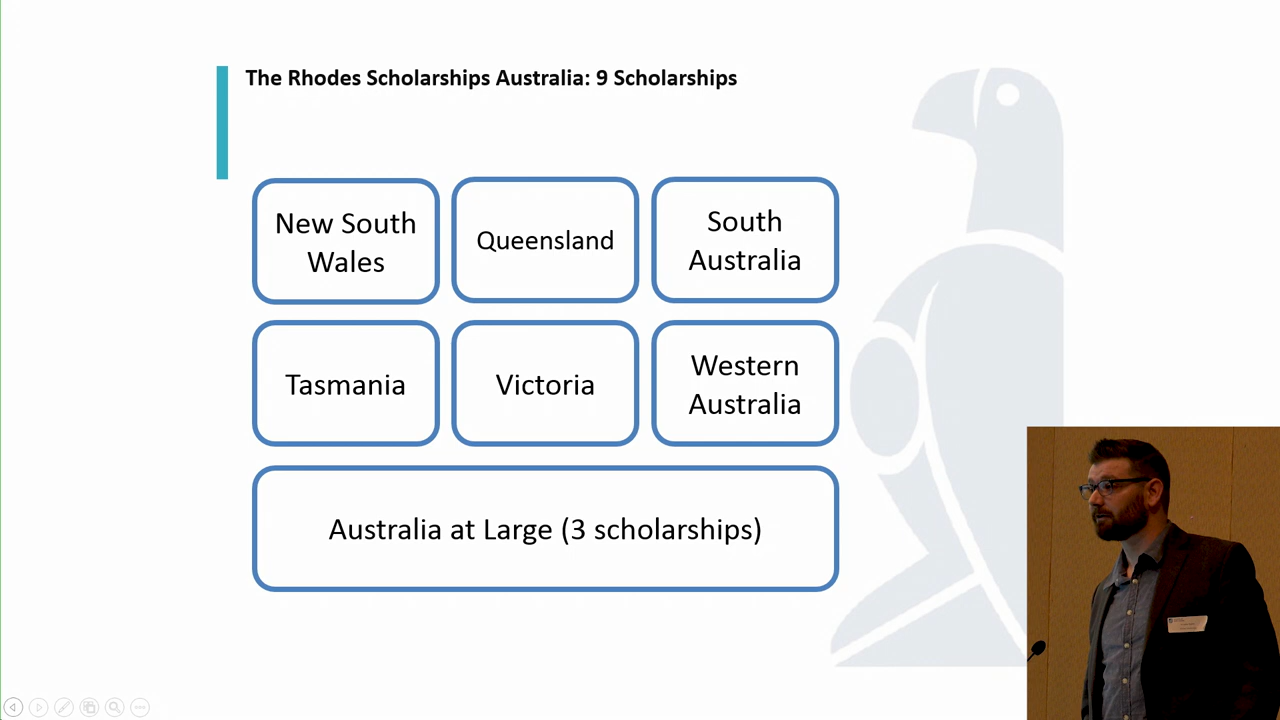 The Rhodes Scholarships Australia: 9 Scholarships
New South
Wales
Queensland
South
Australia
Tasmania
Victoria
Western
Australia
Australia at Large (3 scholarships)